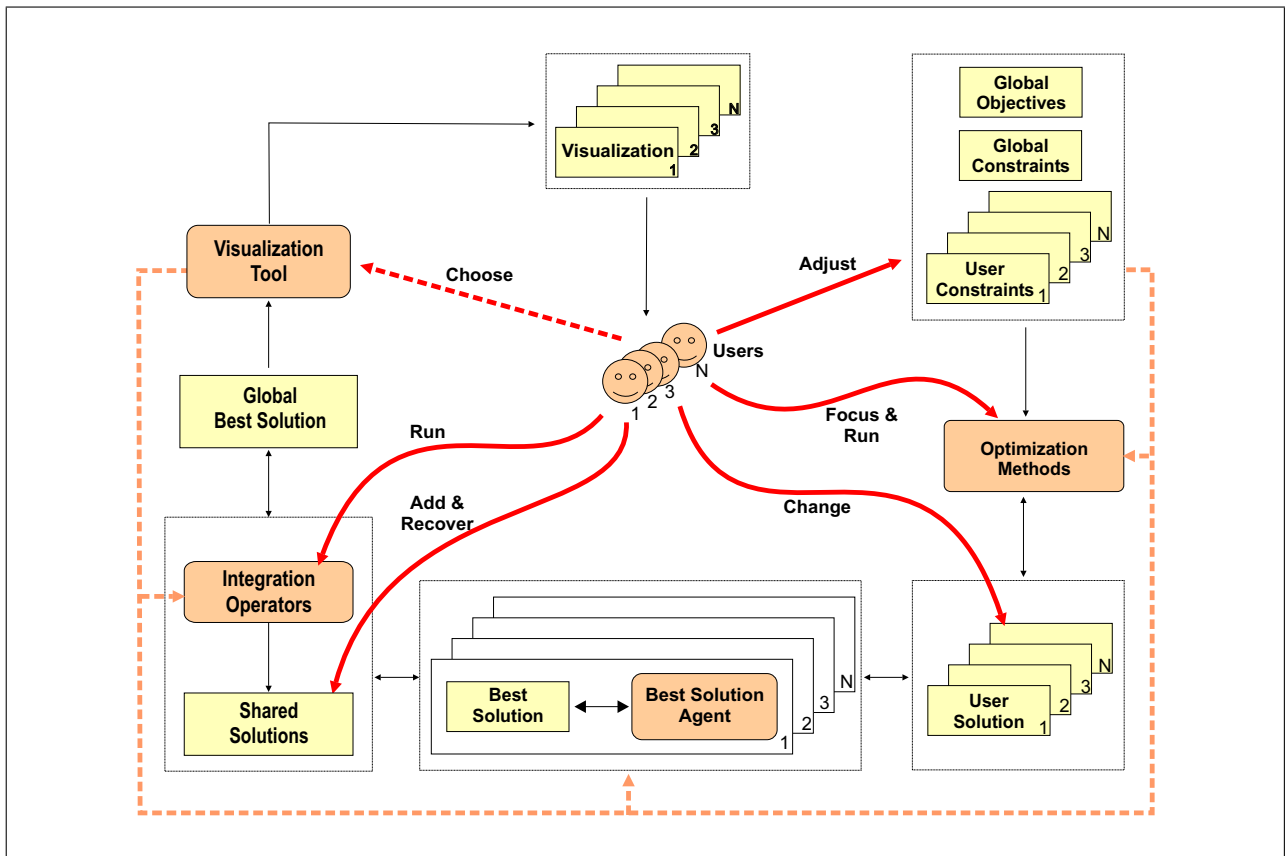 N
3
2
Visualization
1
Global
Objectives
Global
Constraints
N
3
2
User
Constraints
1
Visualization
Tool
Choose
Adjust
Users
N
3
2
1
Global
Best Solution
Run
Focus &
Run
Optimization
Methods
Add &
Recover
Change
Integration
Operators
Shared
Solutions
N
3
2
Best
Solution
Best Solution
Agent
1
N
3
2
User
Solution
1